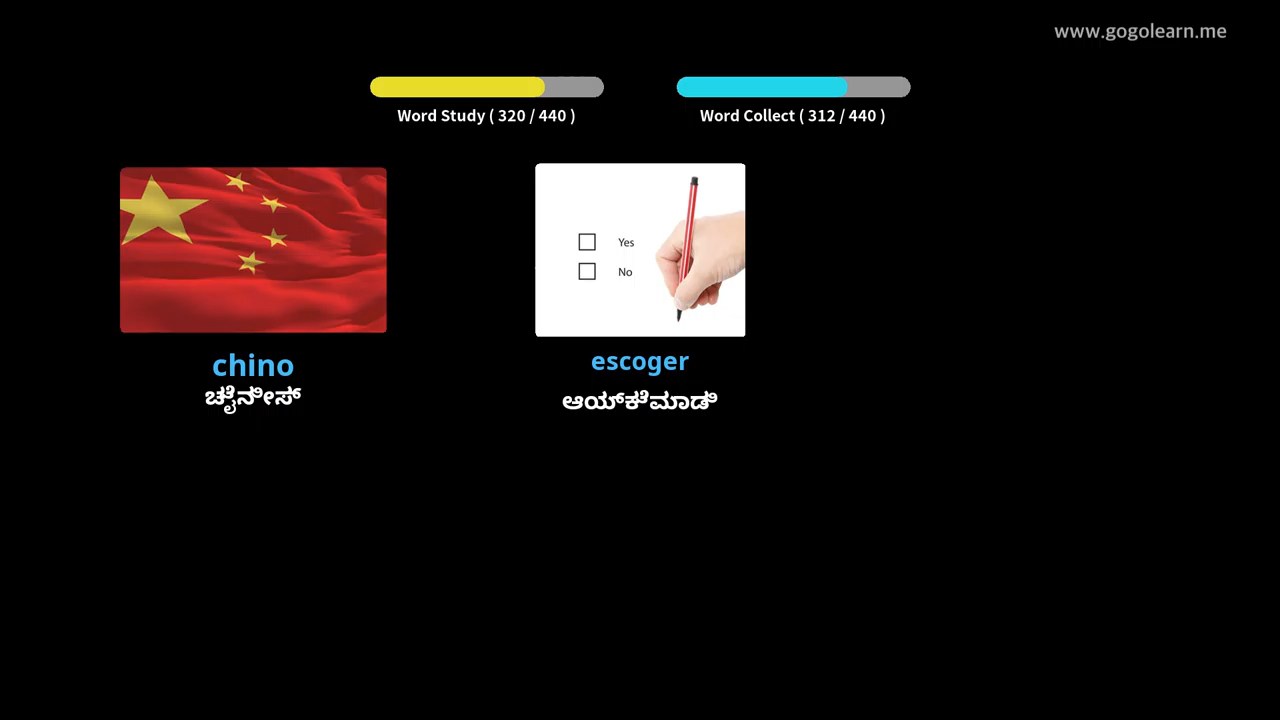 www.gogolearn.me
Word Study ( 320 / 440 )
Word Collect ( 312 / 440 )
Yes
No
chino
ಚೈನೀಸ್
escoger
ಆಯ್ಕೆಮಾಡಿ